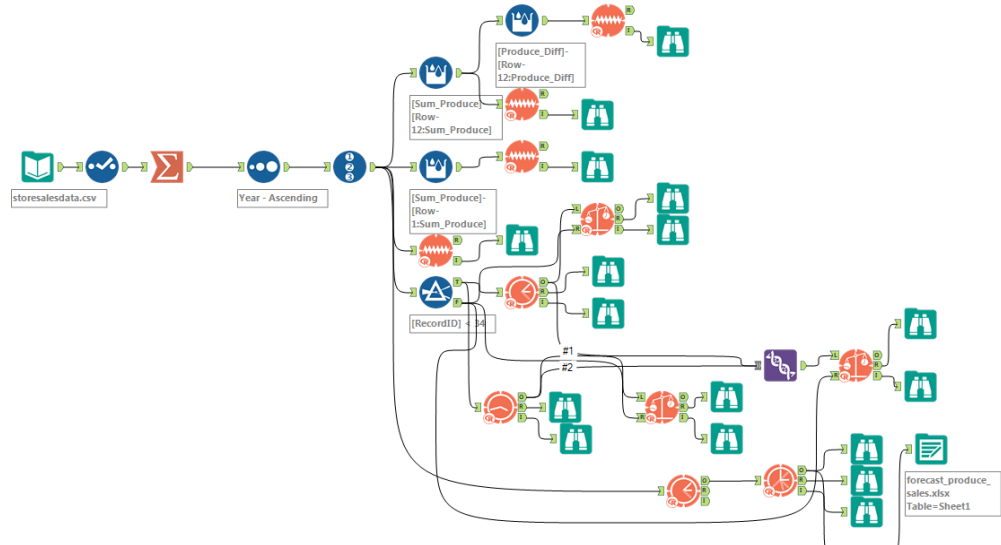 [Produce_Diff]-
[Row-
12:Produce_Diff]
[Sum_Produce]
[Row-
12:Sum_Produce]
storesalesdata.csv
Year - Ascending
[Sum_Produce]-
[Row-
1:Sum_Produce]
[RecordID] < 34
#1
#2
forecast_produce_
sales.xlsx
Table=Sheet1